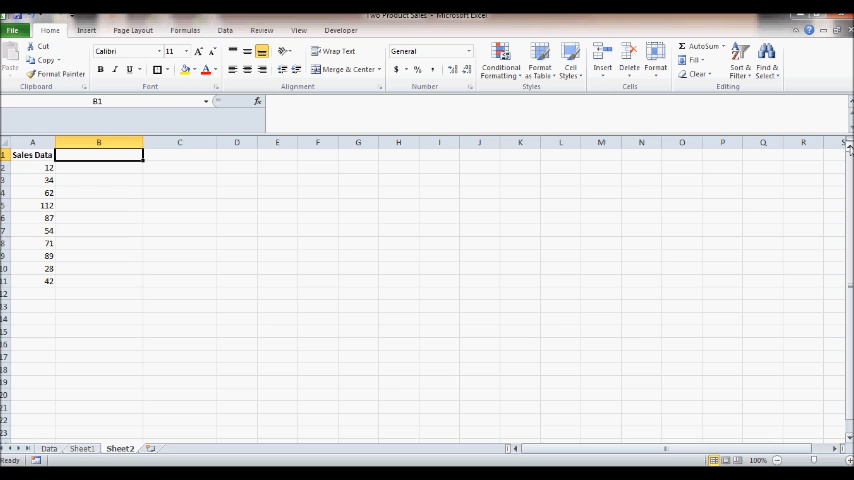 Two Product Sales - Microsoft Excel
File Home Insert Page Layout Formulas Data Review View Developer
Cut
Copy
Paste
Format Painter
Clipboard
Calibri 11
B I U
Font
Wrap Text
Merge & Center
Alignment
General
$ % ,
Number
Conditional Formatting
Format as Table
Cell Styles
Styles
Insert Delete Format
Cells
AutoSum
Fill
Clear
Sort & Filter
Find & Select
Editing
B1 fx
A B C D E F G H I J K L M N O P Q R S
1 Sales Data
2 12
3 34
4 62
5 112
6 87
7 54
8 71
9 89
10 28
11 42
12
13
14
15
16
17
18
19
20
21
22
23
Data Sheet1 Sheet2
Ready 100%